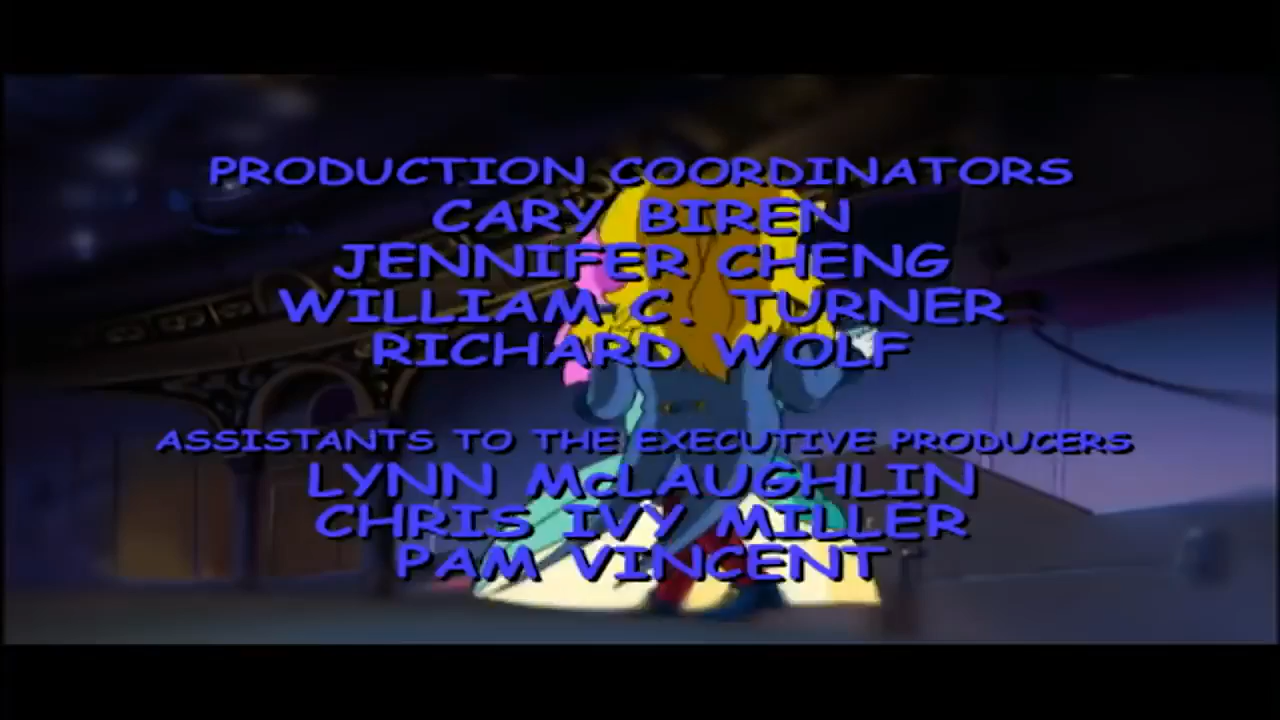 PRODUCTION COORDINATORS
CARY BIREN
JENNIFER CHENG
WILLIAM C. TURNER
RICHARD WOLF
ASSISTANTS TO THE EXECUTIVE PRODUCERS
LYNN McLAUGHLIN
CHRIS IVY MILLER
PAM VINCENT